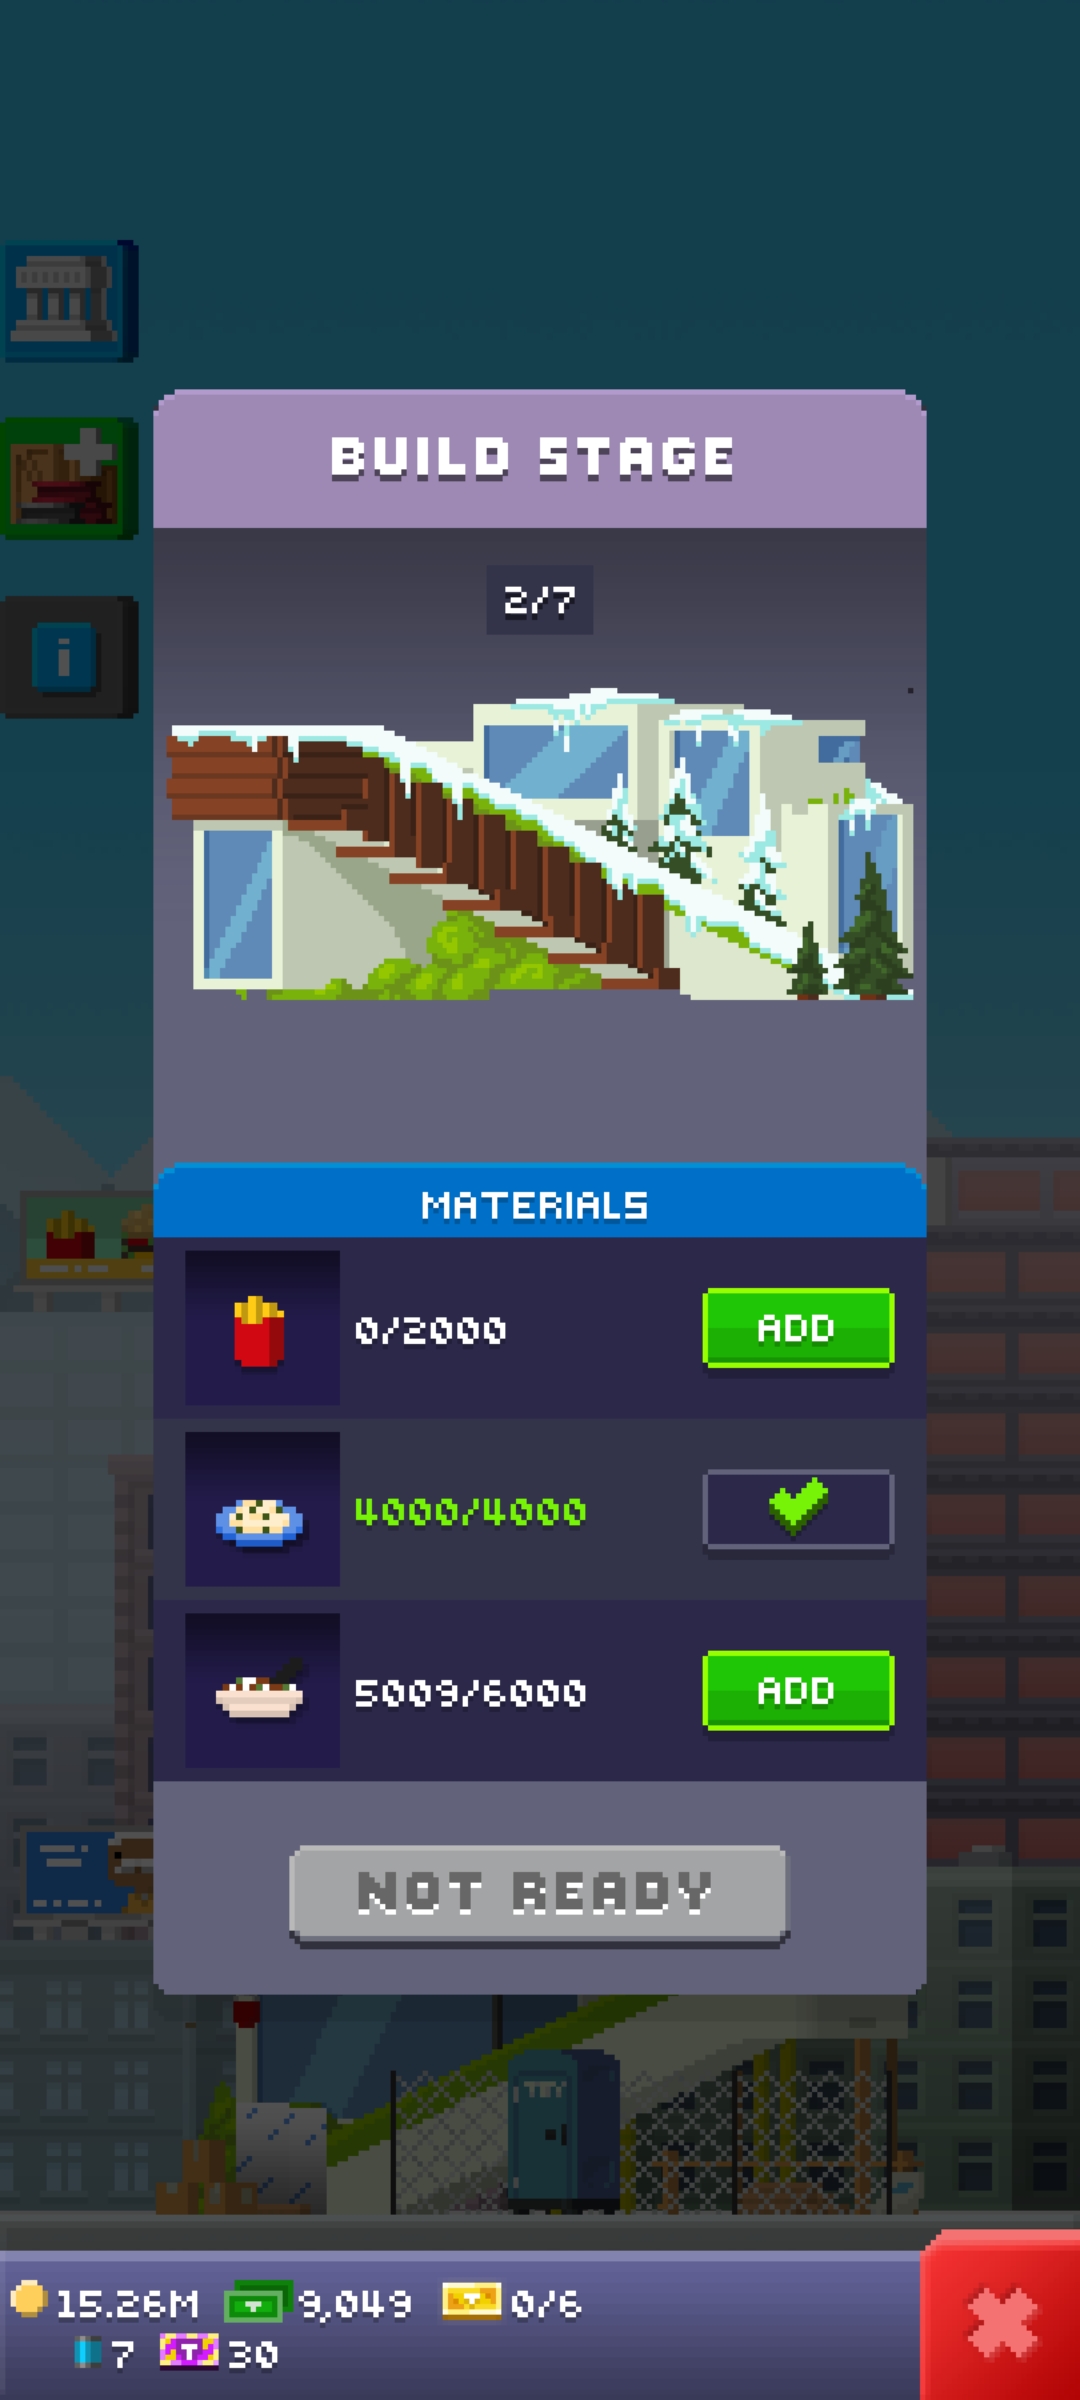 BUILD STAGE
2/7
MATERIALS
0/2000
ADD
4000/4000
5009/6000
ADD
NOT READY
15.26M 9,049 0/6
7 30